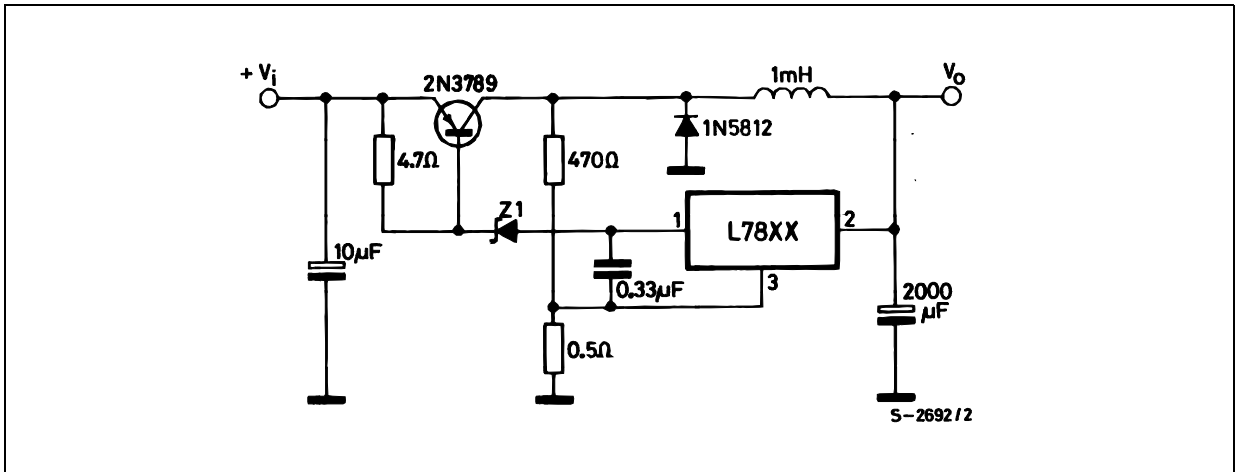 + Vi
2N3789
1mH
Vo
4.7Ω
470Ω
1N5812
Z1
1
L78XX
2
10µF
0.33µF
3
2000
µF
0.5Ω
S-2692/2